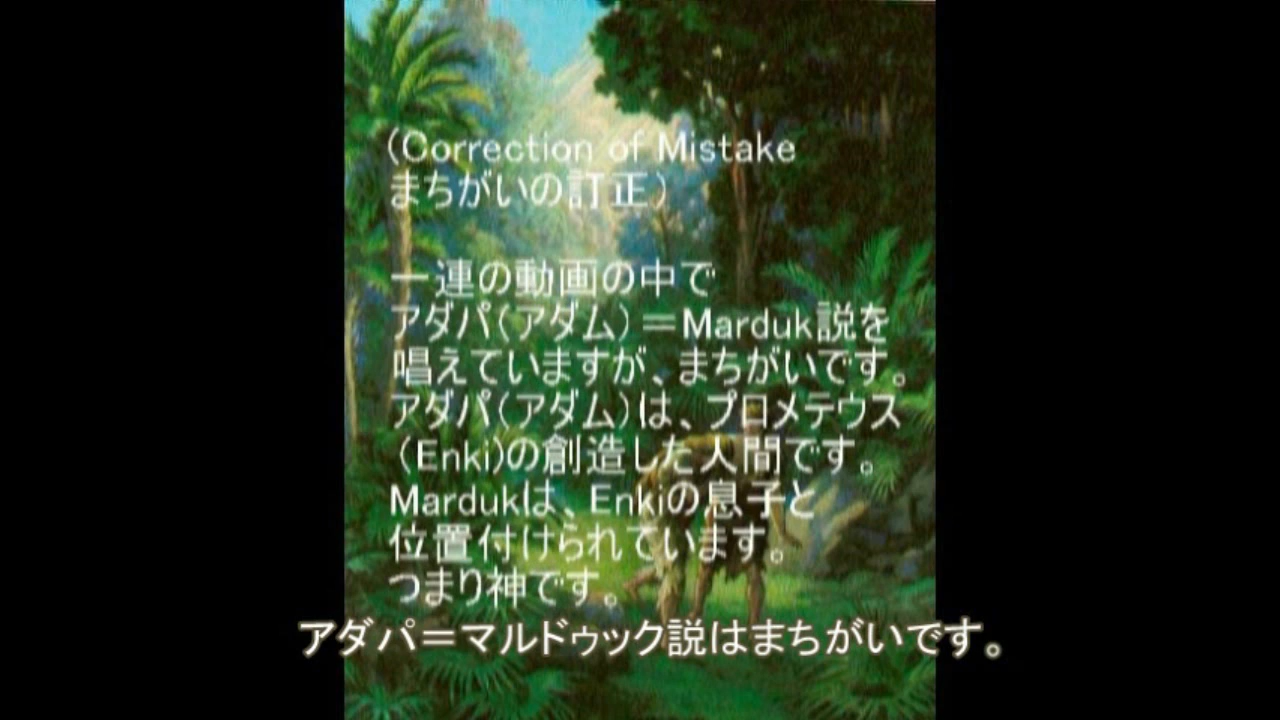 (Correction of Mistake
まちがいの訂正)
一連の動画の中で
アダパ(アダム)＝Marduk説を
唱えていますが、まちがいです。
アダパ(アダム)は、プロメテウス
(Enki)の創造した人間です。
Mardukは、Enkiの息子と
位置付けられています。
つまり神です。
アダパ＝マルドゥック説はまちがいです。